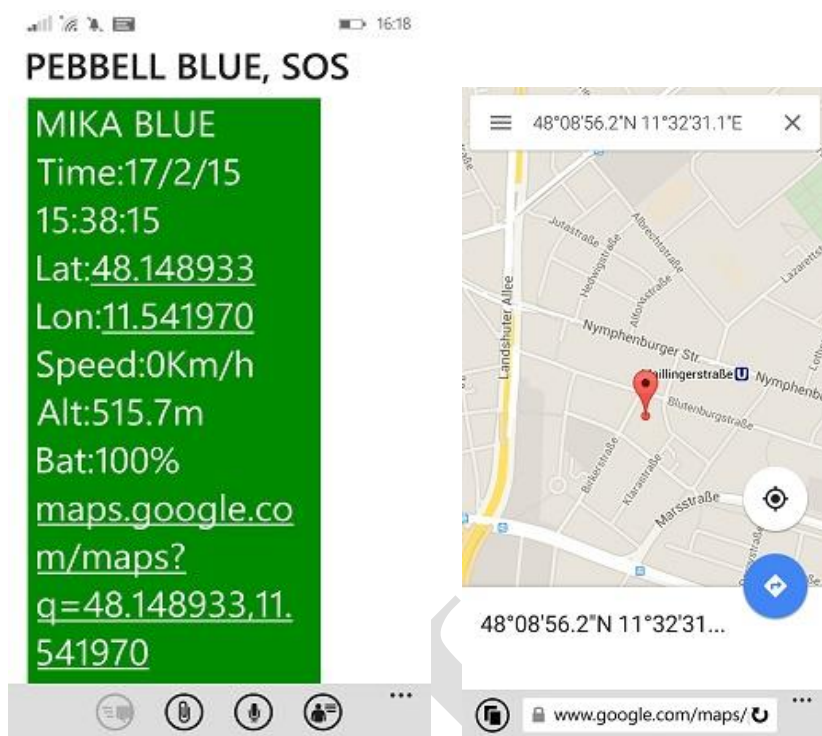 16:18
PEBBELL BLUE, SOS
MIKA BLUE
Time:17/2/15
15:38:15
Lat:48.148933
Lon:11.541970
Speed:0Km/h
Alt:515.7m
Bat:100%
maps.google.co
m/maps?
q=48.148933,11.
541970
48°08'56.2"N 11°32'31.1"E
Jutastraße
Albrechtstraße
Hedwigstraße
Alfonsstraße
Landshuter Allee
Nymphenburger Str.
U
Blutenburgstraße
Birkerstraße
Klarastraße
Marsstraße
48°08'56.2"N 11°32'31...
www.google.com/maps/